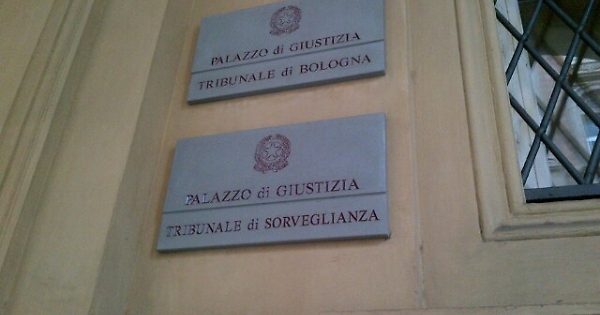 PALAZZO di GIUSTIZIA
TRIBUNALE di BOLOGNA
PALAZZO di GIUSTIZIA
TRIBUNALE di SORVEGLIANZA